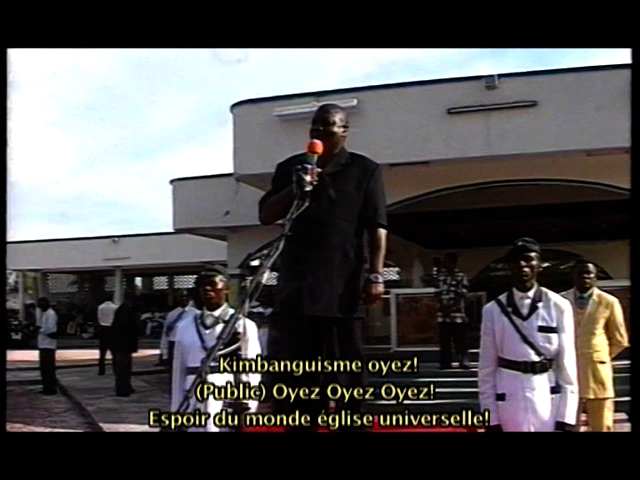 Kimbanguisme oyez!
(Public) Oyez Oyez Oyez!
Espoir du monde église universelle!